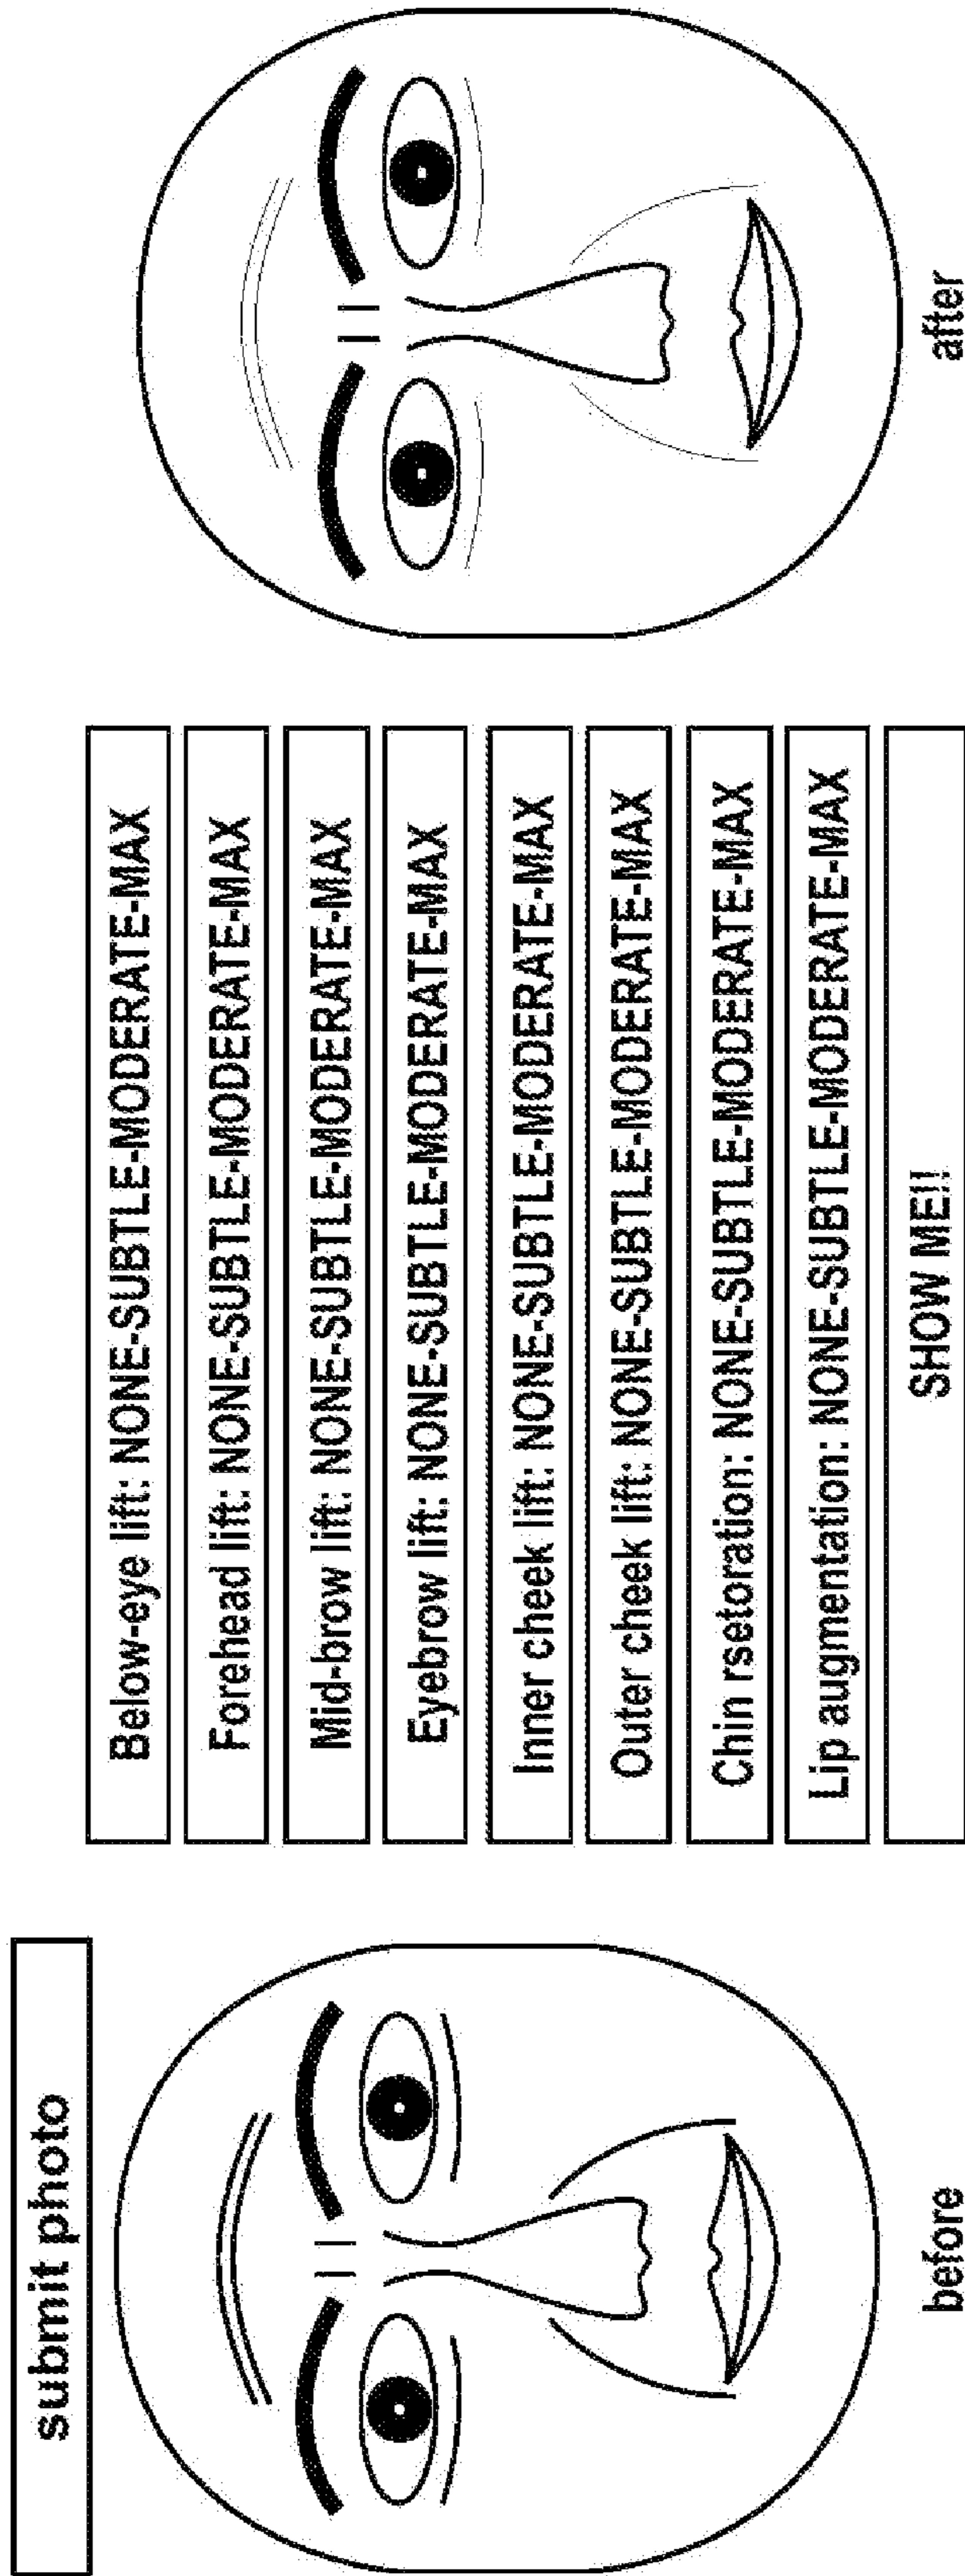 submit photo
before
Below-eye lift: NONE-SUBTLE-MODERATE-MAX
Forehead lift: NONE-SUBTLE-MODERATE-MAX
Mid-brow lift: NONE-SUBTLE-MODERATE-MAX
Eyebrow lift: NONE-SUBTLE-MODERATE-MAX
Inner cheek lift: NONE-SUBTLE-MODERATE-MAX
Outer cheek lift: NONE-SUBTLE-MODERATE-MAX
Chin rsetoration: NONE-SUBTLE-MODERATE-MAX
Lip augmentation: NONE-SUBTLE-MODERATE-MAX
SHOW ME!!
after